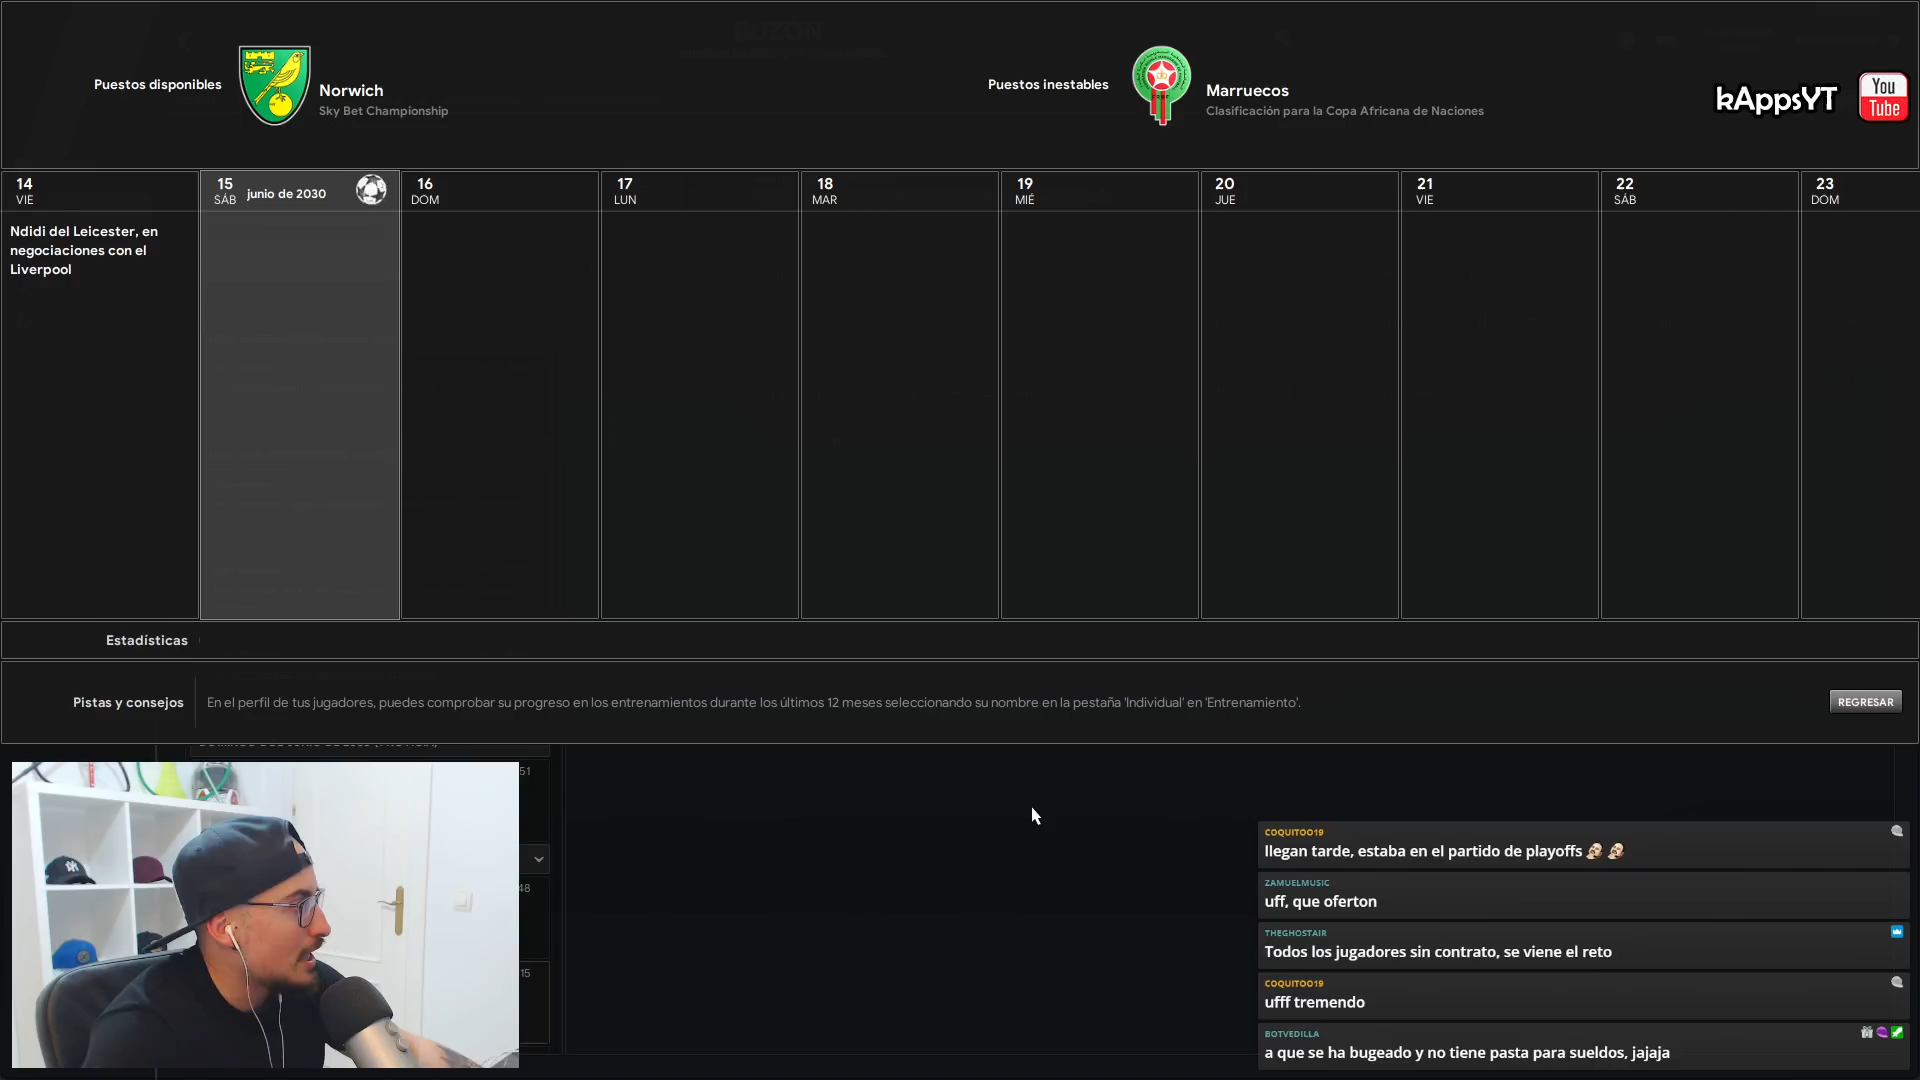 Puestos disponibles
Norwich
Sky Bet Championship
Puestos inestables
Marruecos
Clasificación para la Copa Africana de Naciones
kAppsYT
You
Tube
14
VIE
15
SÁB
junio de 2030
16
DOM
17
LUN
18
MAR
19
MIÉ
20
JUE
21
VIE
22
SÁB
23
DOM
Ndidi del Leicester, en
negociaciones con el
Liverpool
Estadísticas
Pistas y consejos
En el perfil de tus jugadores, puedes comprobar su progreso en los entrenamientos durante los últimos 12 meses seleccionando su nombre en la pestaña 'Individual' en 'Entrenamiento'.
REGRESAR
51
48
15
COQUITOO19
llegan tarde, estaba en el partido de playoffs
ZAMUELMUSIC
uff, que oferton
THEGHOSTAIR
Todos los jugadores sin contrato, se viene el reto
COQUITOO19
ufff tremendo
BOTVEDILLA
a que se ha bugeado y no tiene pasta para sueldos, jajaja